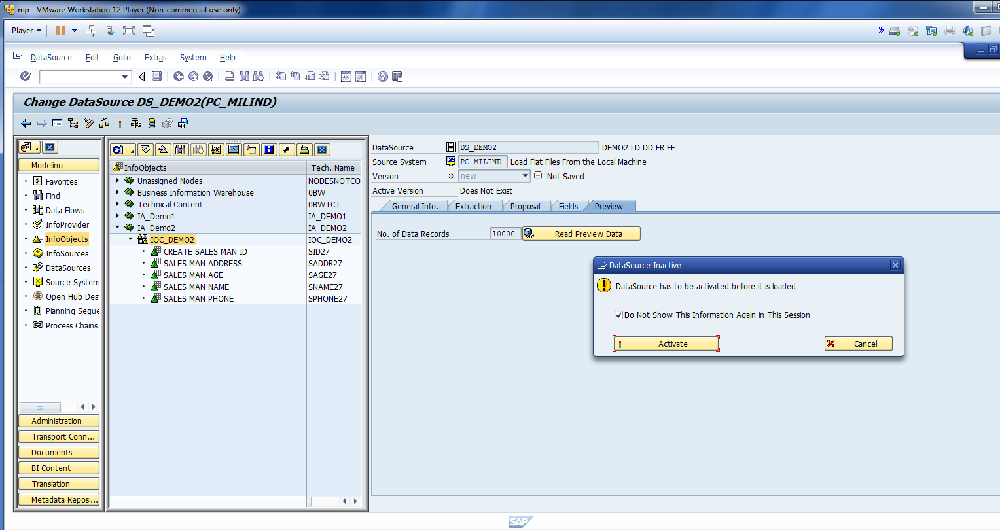 mp - VMware Workstation 12 Player (Non-commercial use only)
Player
DataSource Edit Goto Extras System Help
Change DataSource DS_DEMO2(PC_MILIND)
Modeling
Favorites
Find
Data Flows
InfoProvider
InfoObjects
InfoSources
DataSources
Source System
Open Hub Dest
Planning Seque
Process Chains
Administration
Transport Conn...
Documents
BI Content
Translation
Metadata Reposi...
InfoObjects Tech. Name
Unassigned Nodes NODESNOTCO
Business Information Warehouse 0BW
Technical Content 0BWTCT
IA_Demo1 IA_DEMO1
IA_Demo2 IA_DEMO2
IOC_DEMO2 IOC_DEMO2
CREATE SALES MAN ID SID27
SALES MAN ADDRESS SADDR27
SALES MAN AGE SAGE27
SALES MAN NAME SNAME27
SALES MAN PHONE SPHONE27
DataSource DS_DEMO2 DEMO2 LD DD FR FF
Source System PC_MILIND Load Flat Files From the Local Machine
Version new Not Saved
Active Version Does Not Exist
General Info. Extraction Proposal Fields Preview
No. of Data Records 10000 Read Preview Data
DataSource Inactive
DataSource has to be activated before it is loaded
Do Not Show This Information Again in This Session
Activate Cancel
SAP